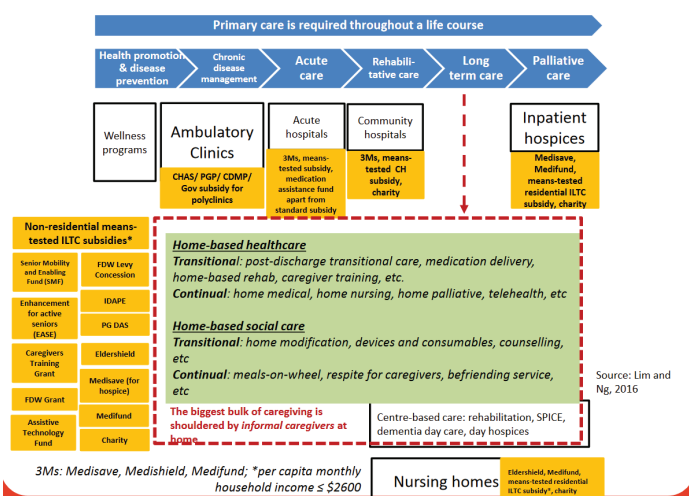 Primary care is required throughout a life course
Health promotion
& disease
prevention
Chronic
disease
management
Acute
care
Rehabili-
tative care
Long
term care
Palliative
care
Wellness
programs
Ambulatory
Clinics
CHAS/ PGP/ CDMP/
Gov subsidy for
polyclinics
Acute
hospitals
3Ms, means-
tested subsidy,
medication
assistance fund
apart from
standard subsidy
Community
hospitals
3Ms, means-
tested CH
subsidy,
charity
Inpatient
hospices
Medisave,
Medifund,
means-tested
residential ILTC
subsidy, charity
Non-residential means-
tested ILTC subsidies*
Senior Mobility
and Enabling
Fund (SMF)
Enhancement
for active
seniors
(EASE)
Caregivers
Training
Grant
FDW Grant
Assistive
Technology
Fund
FDW Levy
Concession
IDAPE
PG DAS
Eldershield
Medisave (for
hospice)
Medifund
Charity
Home-based healthcare
Transitional: post-discharge transitional care, medication delivery,
home-based rehab, caregiver training, etc.
Continual: home medical, home nursing, home palliative, telehealth, etc
Home-based social care
Transitional: home modification, devices and consumables, counselling,
etc
Continual: meals-on-wheel, respite for caregivers, befriending service,
etc
The biggest bulk of caregiving is
shouldered by informal caregivers at
home
Centre-based care: rehabilitation, SPICE,
dementia day care, day hospices
Source: Lim and
Ng, 2016
3Ms: Medisave, Medishield, Medifund; *per capita monthly
household income ≤ $2600
Nursing homes
Eldershield, Medifund,
means-tested residential
ILTC subsidy*, charity